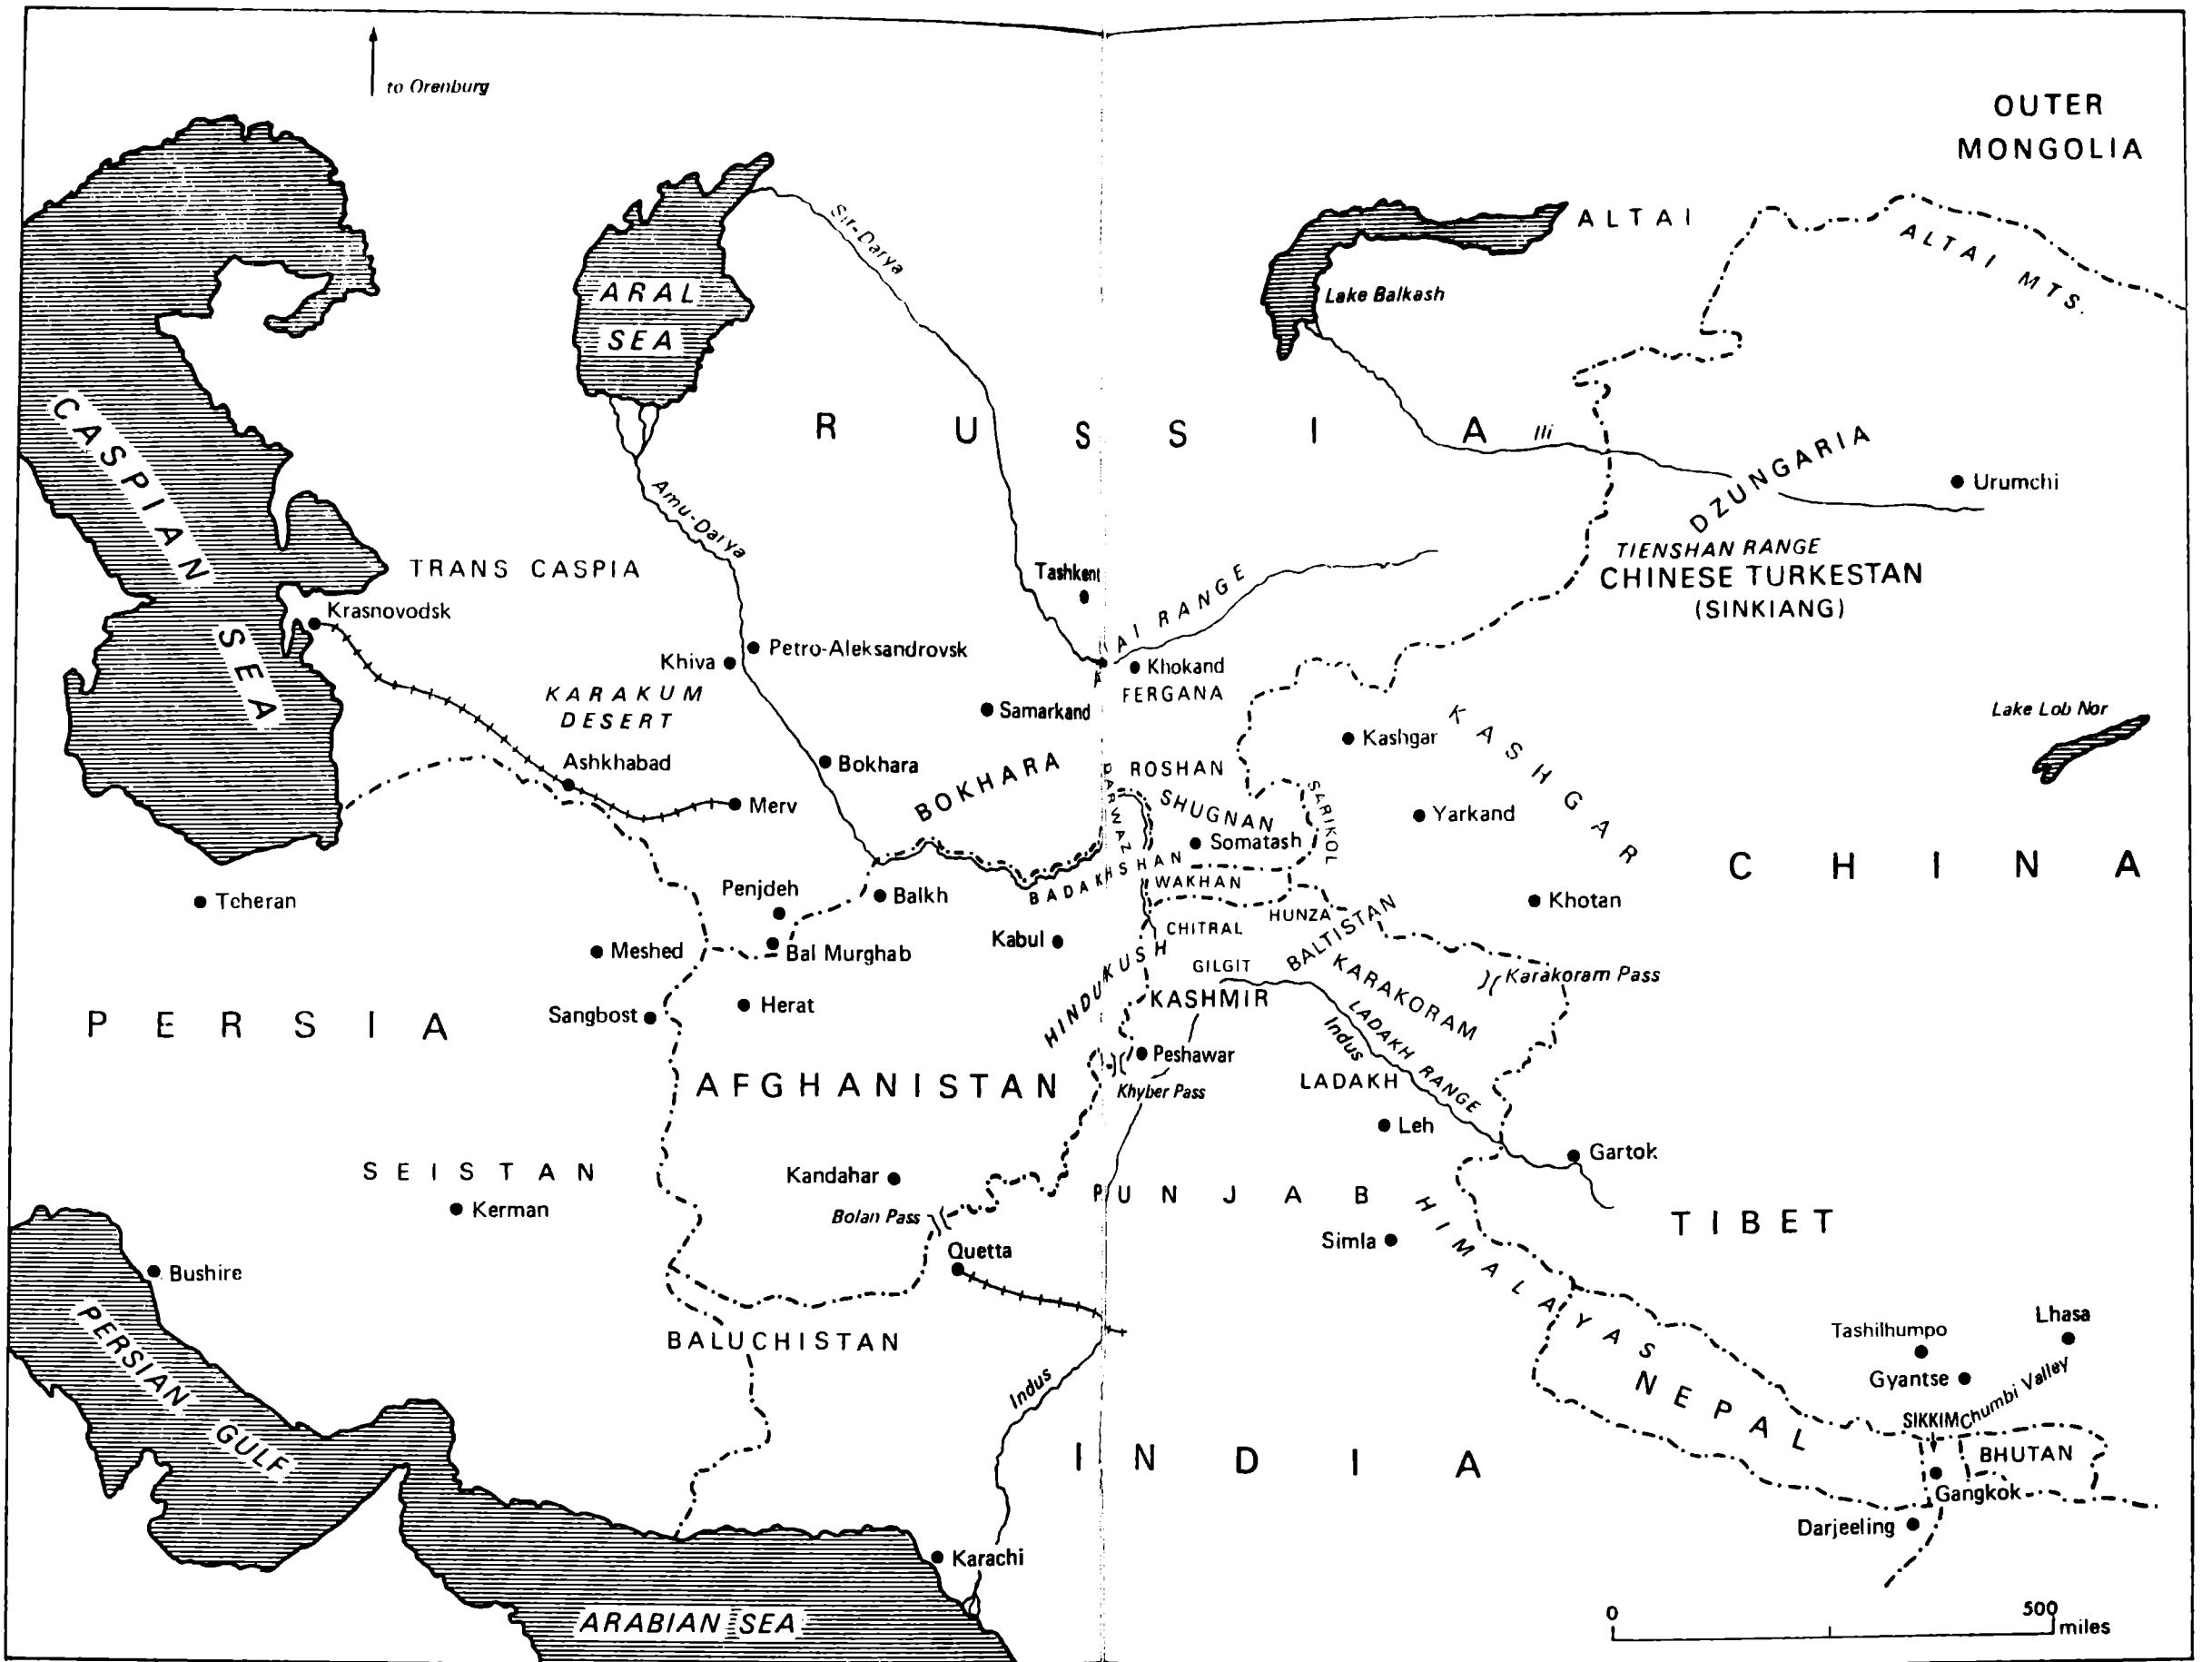 to Orenburg
OUTER
MONGOLIA
Sir-Darya
ALTAI
ALTAI MTS.
ARAL
SEA
Lake Balkash
CASPIAN SEA
RUSSIA
Ili
DZUNGARIA
Urumchi
Amu-Darya
TIENSHAN RANGE
CHINESE TURKESTAN
(SINKIANG)
TRANS CASPIA
Tashkent
Krasnovodsk
AI RANGE
Petro-Aleksandrovsk
Khiva
Khokand
FERGANA
KARAKUM
DESERT
Samarkand
Lake Lob Nor
KASHGAR
Kashgar
Ashkhabad
Bokhara
BOKHARA
ROSHAN
DARWAZ
SHUGNAN
SARIKOL
Merv
Yarkand
Somatash
CHINA
BADAKHSHAN
WAKHAN
Penjdeh
Balkh
Tcheran
Khotan
HUNZA
CHITRAL
Kabul
Meshed
Bal Murghab
HINDU KUSH
GILGIT
BALTISTAN
KARAKORAM
Karakoram Pass
KASHMIR
Herat
Sangbost
PERSIA
LADAKH RANGE
Indus
Peshawar
Khyber Pass
AFGHANISTAN
LADAKH
Leh
Gartok
SEISTAN
Kandahar
PUNJAB
Kerman
Bolan Pass
HIMALAYAS
TIBET
Simla
Quetta
Bushire
PERSIAN GULF
BALUCHISTAN
Lhasa
Tashilhumpo
Gyantse
Chumbi Valley
Indus
NEPAL
SIKKIM
BHUTAN
INDIA
Gangkok
Darjeeling
Karachi
ARABIAN SEA
0
500
miles